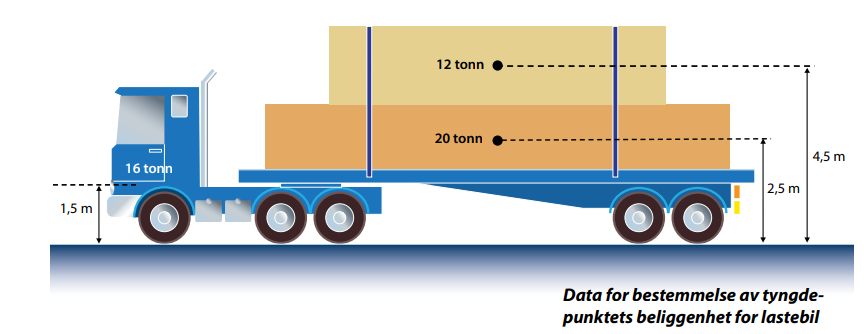 12 tonn
20 tonn
16 tonn
4,5 m
2,5 m
1,5 m
Data for bestemmelse av tyngde-
punktets beliggenhet for lastebil